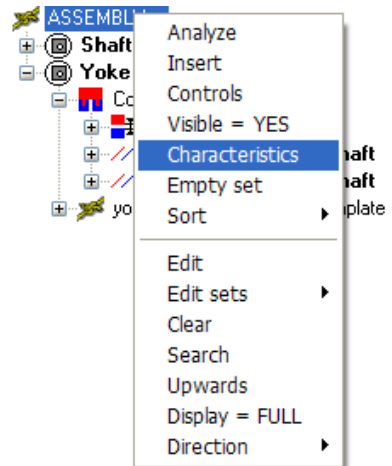 ASSEMBLY
Analyze
Shaft
Insert
Yoke
Controls
Co
Visible = YES
Characteristics
haft
Empty set
haft
Sort
yo
plate
Edit
Edit sets
Clear
Search
Upwards
Display = FULL
Direction